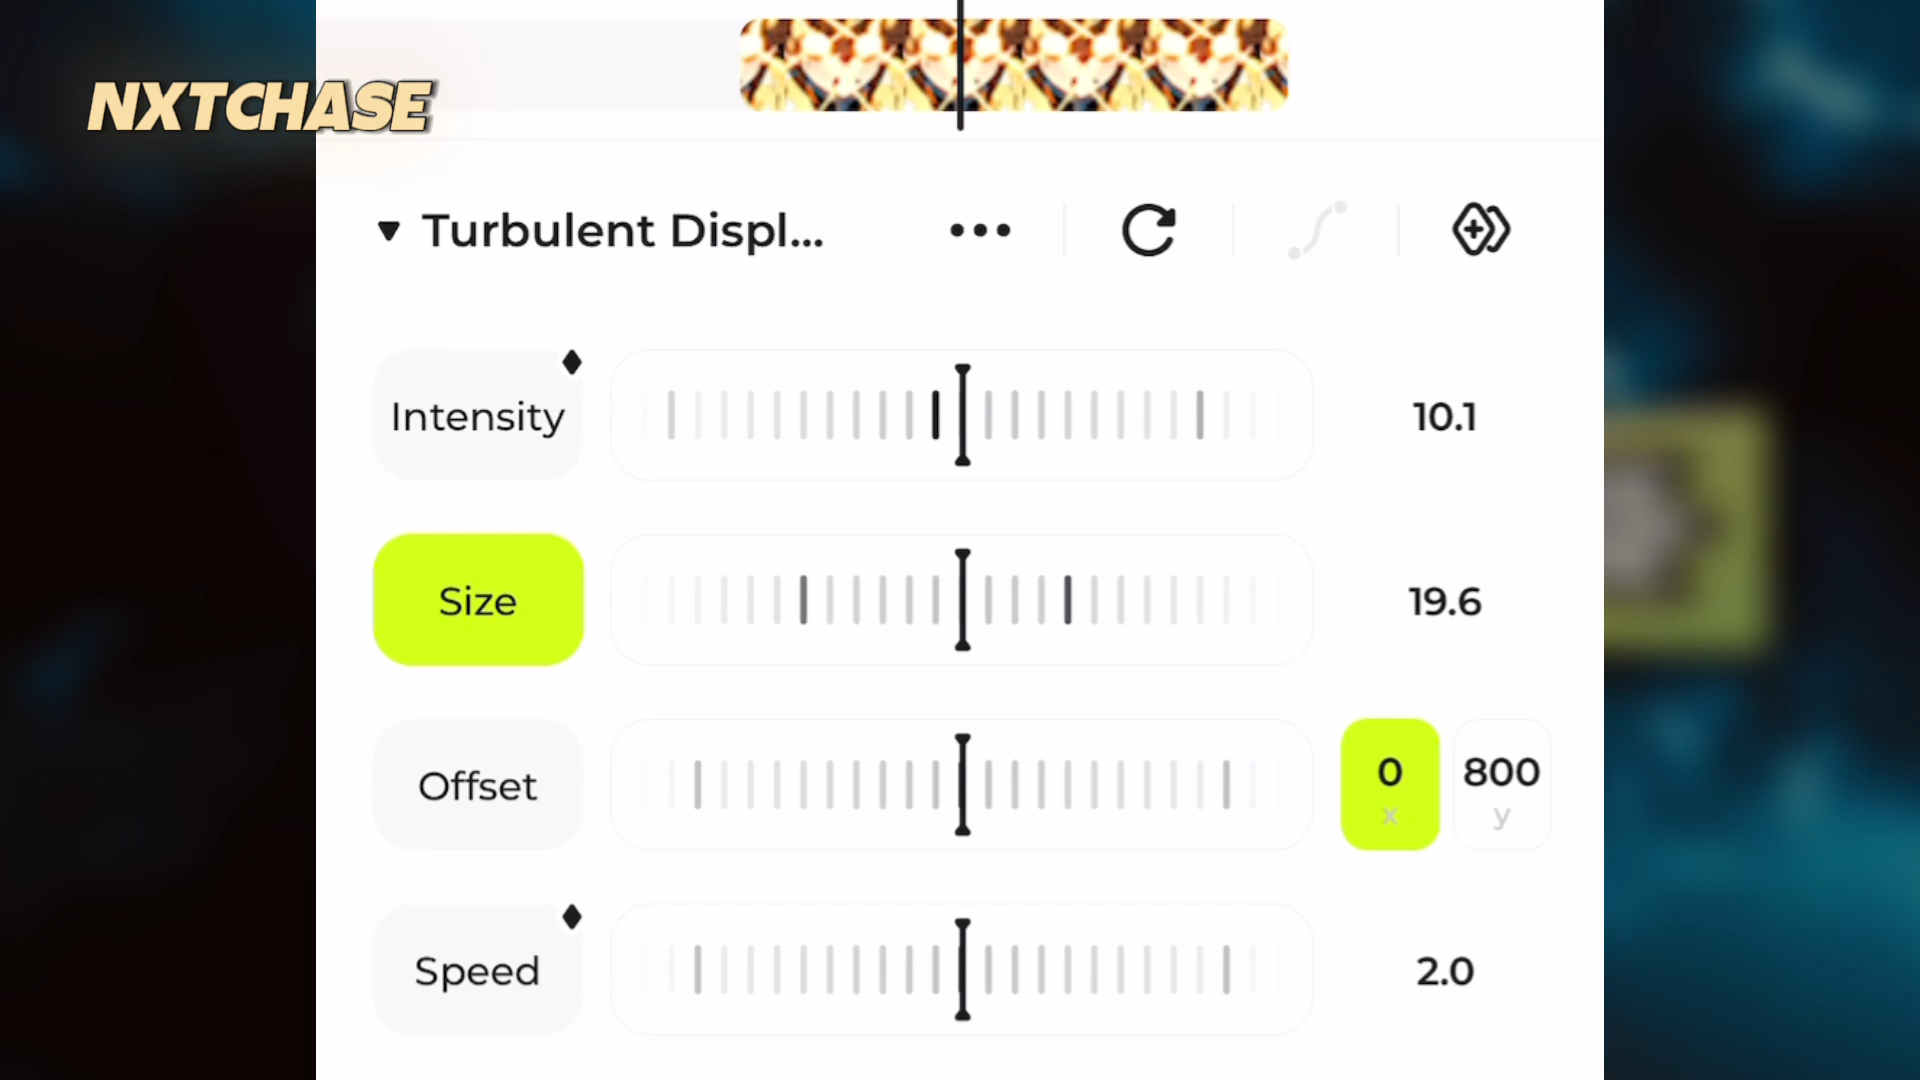 NXTCHASE
Turbulent Displ...
Intensity 10.1
Size 19.6
Offset 0 x 800 y
Speed 2.0